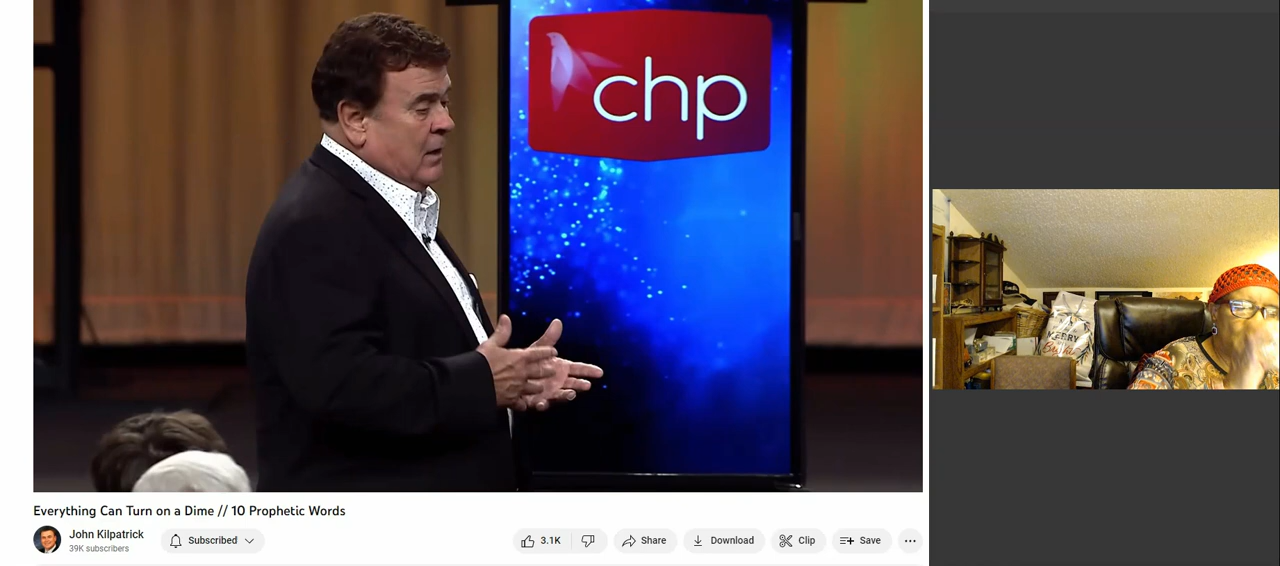 chp
Everything Can Turn on a Dime // 10 Prophetic Words
John Kilpatrick
39K subscribers
Subscribed
3.1K
Share
Download
Clip
Save